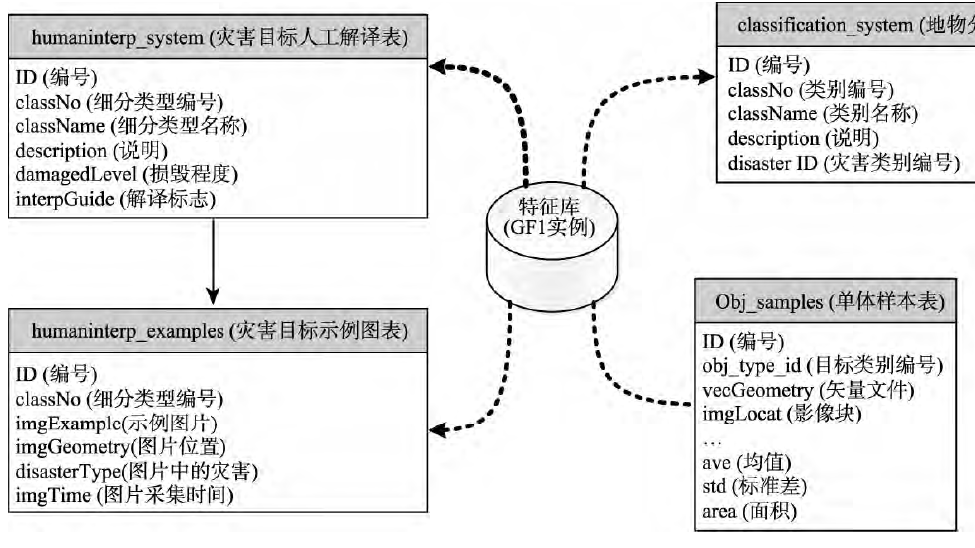 humaninterp_system (灾害目标人工解译表)
ID (编号)
classNo (细分类型编号)
className (细分类型名称)
description (说明)
damagedLevel (损毁程度)
interpGuide (解译标志)
humaninterp_examples (灾害目标示例图表)
ID (编号)
classNo (细分类型编号)
imgExamplc(示例图片)
imgGeometry(图片位置)
disasterType(图片中的灾害)
imgTime (图片采集时间)
特征库
(GF1实例)
classification_system (地物
ID (编号)
classNo (类别编号)
className (类别名称)
description (说明)
disaster ID (灾害类别编号)
Obj_samples (单体样本表)
ID (编号)
obj_type_id (目标类别编号)
vecGeometry (矢量文件)
imgLocat (影像块)
…
ave (均值)
std (标准差)
area (面积)